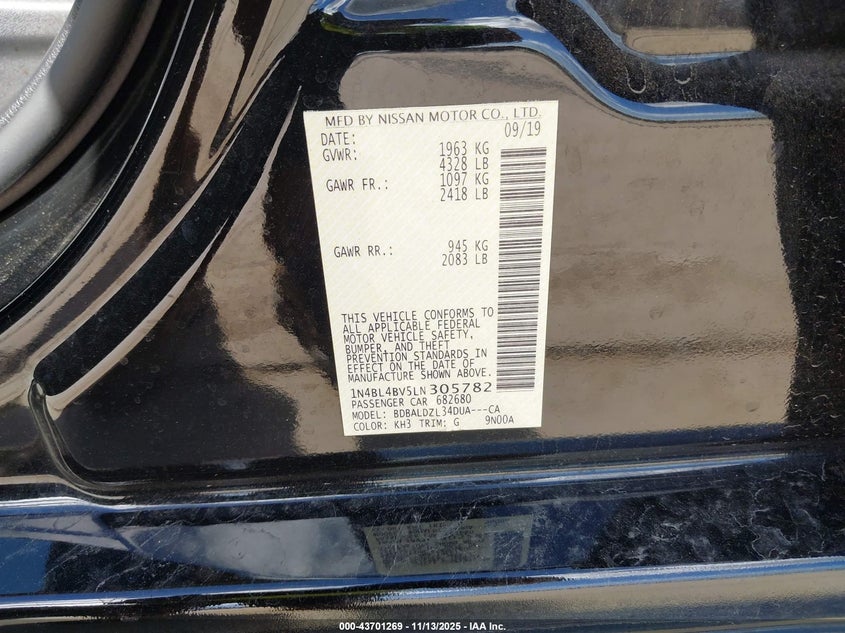 MFD BY NISSAN MOTOR CO., LTD.
DATE: 09/19
GVWR: 1963 KG
4328 LB
GAWR FR.: 1097 KG
2418 LB
GAWR RR.: 945 KG
2083 LB
THIS VEHICLE CONFORMS TO
ALL APPLICABLE FEDERAL
MOTOR VEHICLE SAFETY,
BUMPER, AND THEFT
PREVENTION STANDARDS IN
EFFECT ON THE DATE OF
MANUFACTURE SHOWN ABOVE.
1N4BL4BV5LN305782
PASSENGER CAR 682680
MODEL: BDBALDZL34DUA---CA
COLOR: KH3 TRIM: G 9N00A
000-43701269 - 11/13/2025 - IAA Inc.